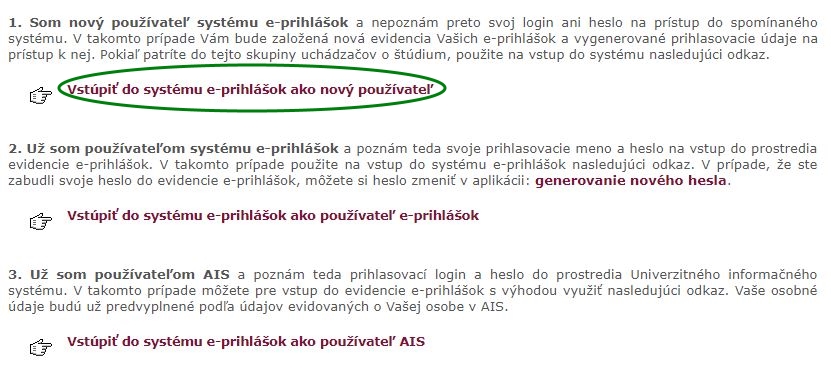 1. Som nový používateľ systému e-prihlášok a nepoznám preto svoj login ani heslo na prístup do spomínaného
systému. V takomto prípade Vám bude založená nová evidencia Vašich e-prihlášok a vygenerované prihlasovacie údaje na
prístup k nej. Pokiaľ patríte do tejto skupiny uchádzačov o štúdium, použite na vstup do systému nasledujúci odkaz.
Vstúpiť do systému e-prihlášok ako nový používateľ
2. Už som používateľom systému e-prihlášok a poznám teda svoje prihlasovacie meno a heslo na vstup do prostredia
evidencie e-prihlášok. V takomto prípade použite na vstup do systému e-prihlášok nasledujúci odkaz. V prípade, že ste
zabudli svoje heslo do evidencie e-prihlášok, môžete si heslo zmeniť v aplikácii: generovanie nového hesla.
Vstúpiť do systému e-prihlášok ako používateľ e-prihlášok
3. Už som používateľom AIS a poznám teda prihlasovací login a heslo do prostredia Univerzitného informačného
systému. V takomto prípade môžete pre vstup do evidencie e-prihlášok s výhodou využiť nasledujúci odkaz. Vaše osobné
údaje budú už predvyplnené podľa údajov evidovaných o Vašej osobe v AIS.
Vstúpiť do systému e-prihlášok ako používateľ AIS